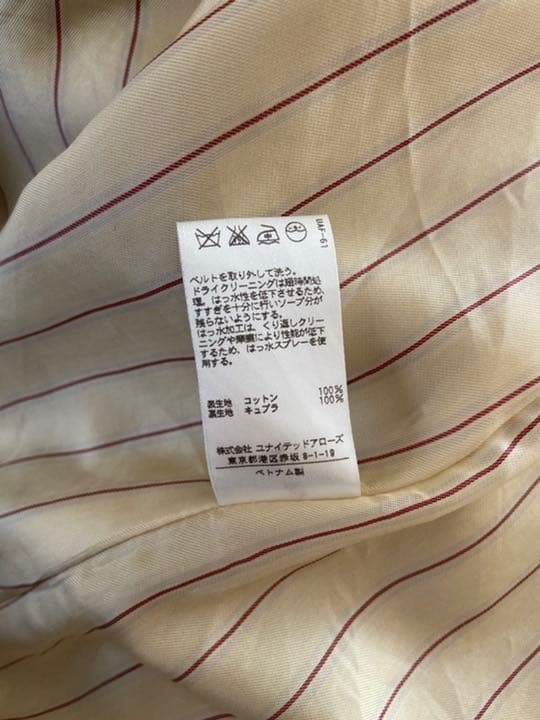 UAF-61
ベルトを取り外して洗う。
ドライクリーニングは短時間処
理。はっ水性を低下させるため、
すすぎを十分に行いソープ分が
残らないようにする。
はっ水加工は、くり返しクリー
ニングや摩擦により性能が低下
するため、はっ水スプレーを使
用する。
表生地 コットン 100%
裏生地 キュプラ 100%
株式会社 ユナイテッドアローズ
東京都港区赤坂 8-1-19
ベトナム製